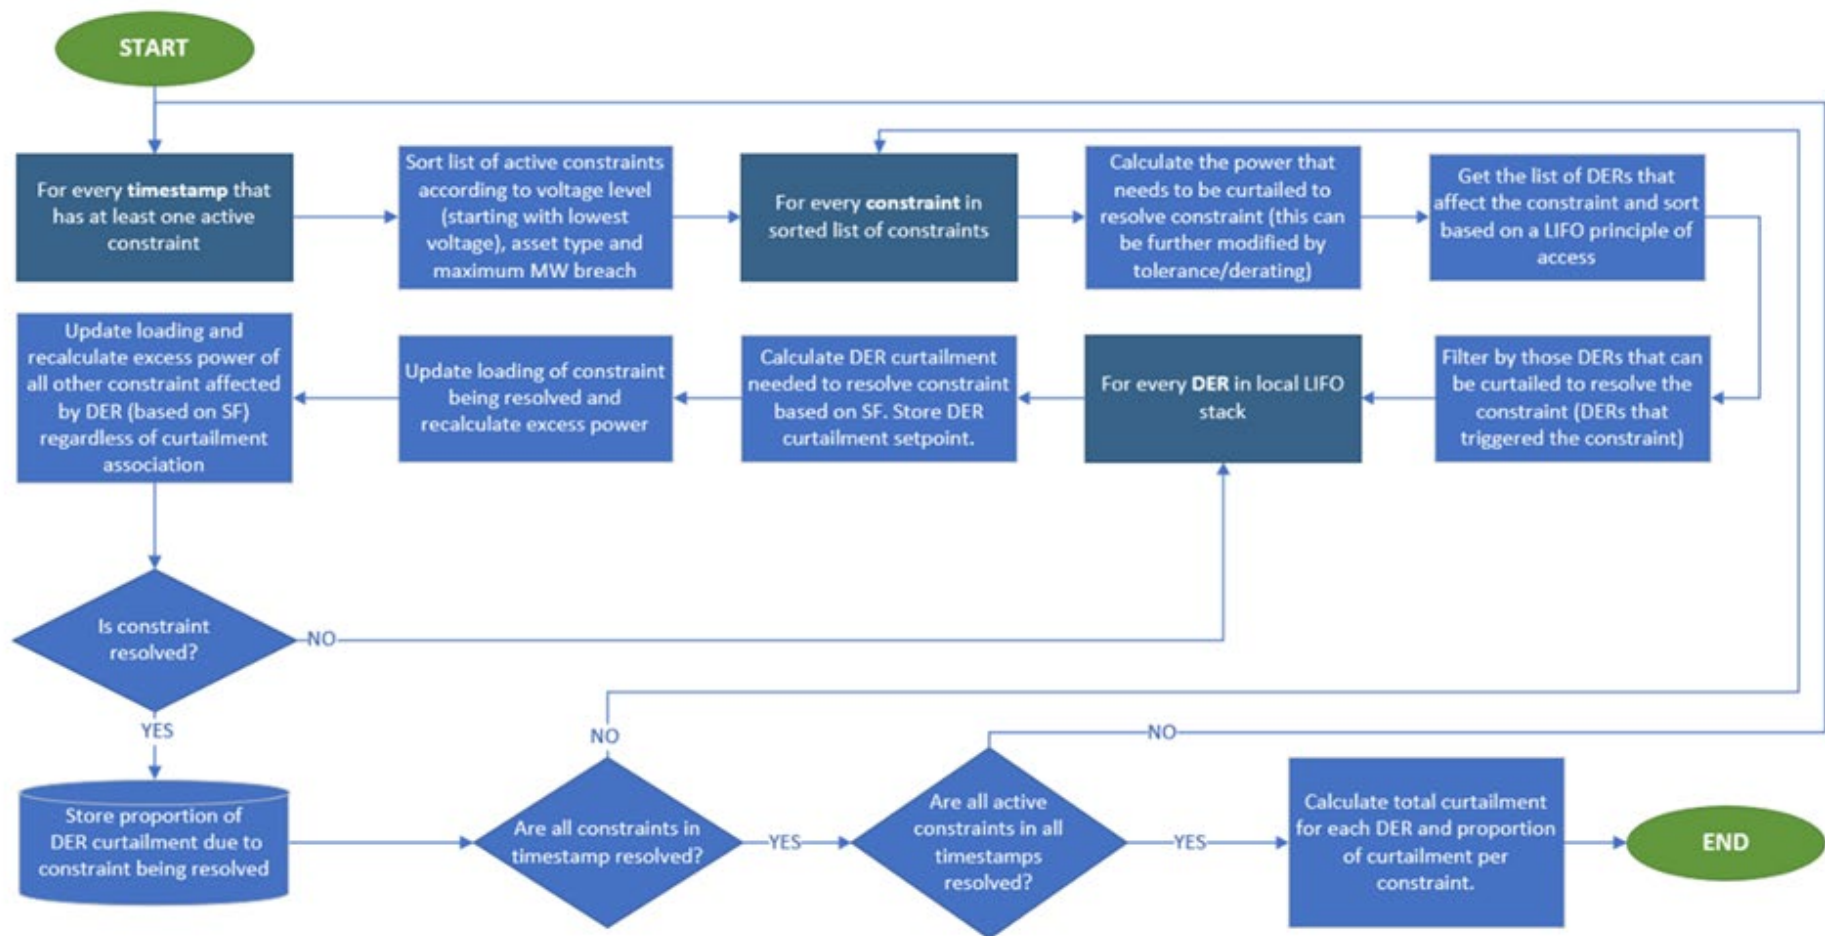 START
For every timestamp that
has at least one active
constraint
Sort list of active constraints
according to voltage level
(starting with lowest
voltage), asset type and
maximum MW breach
For every constraint in
sorted list of constraints
Calculate the power that
needs to be curtailed to
resolve constraint (this can
be further modified by
tolerance/derating)
Get the list of DERs that
affect the constraint and sort
based on a LIFO principle of
access
Filter by those DERs that can
be curtailed to resolve the
constraint (DERs that
triggered the constraint)
For every DER in local LIFO
stack
Calculate DER curtailment
needed to resolve constraint
based on SF. Store DER
curtailment setpoint.
Update loading of constraint
being resolved and
recalculate excess power
Update loading and
recalculate excess power of
all other constraint affected
by DER (based on SF)
regardless of curtailment
association
Is constraint
resolved?
NO
YES
Store proportion of
DER curtailment due to
constraint being resolved
Are all constraints in
timestamp resolved?
NO
YES
Are all active
constraints in all
timestamps
resolved?
NO
YES
Calculate total curtailment
for each DER and proportion
of curtailment per
constraint.
END